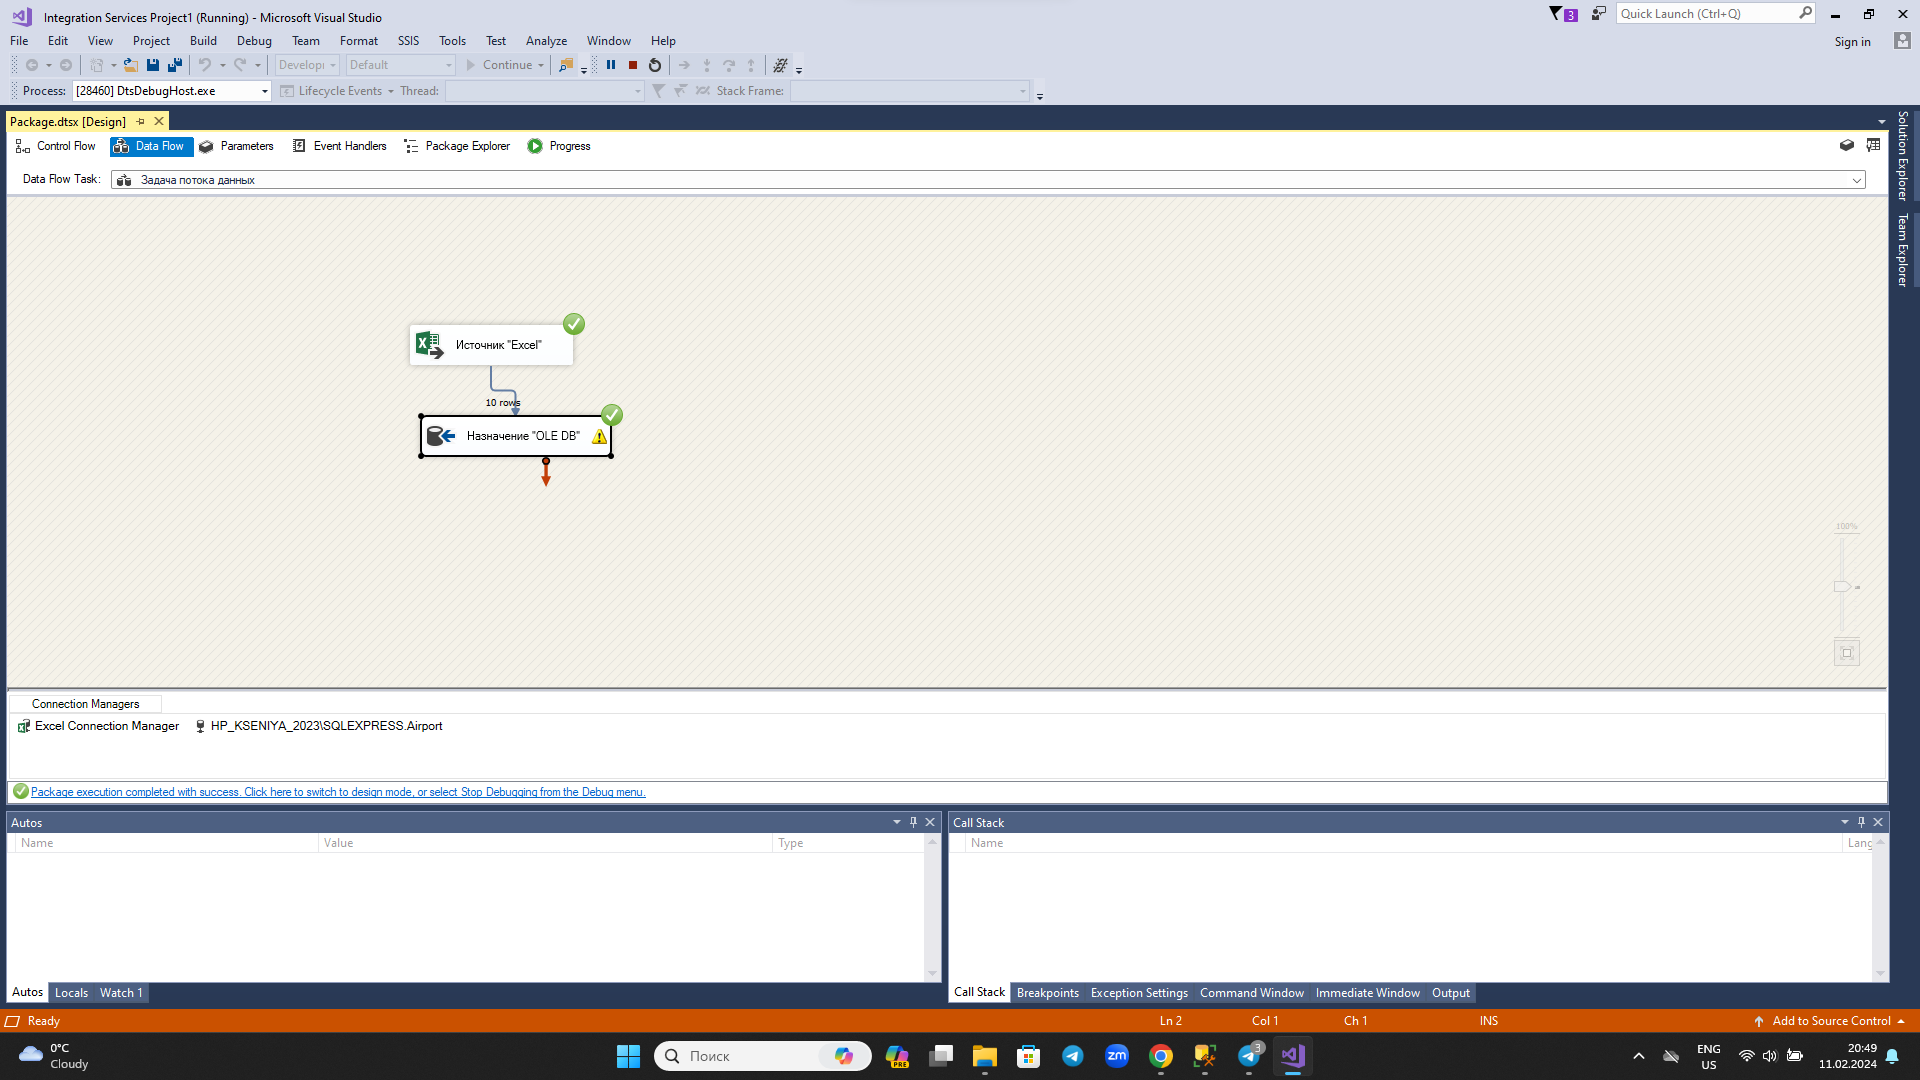 Integration Services Project1 (Running) - Microsoft Visual Studio
3
Quick Launch (Ctrl+Q)
File Edit View Project Build Debug Team Format SSIS Tools Test Analyze Window Help
Sign in
Default
Continue
Process: [28460] DtsDebugHost.exe Lifecycle Events Thread: Stack Frame:
Package.dtsx [Design]
Control Flow Data Flow Parameters Event Handlers Package Explorer Progress
Data Flow Task: Задача потока данных
Solution Explorer
Team Explorer
Источник "Excel"
10 rows
Назначение "OLE DB"
100%
Connection Managers
Excel Connection Manager HP_KSENIYA_2023\SQLEXPRESS.Airport
Package execution completed with success. Click here to switch to design mode, or select Stop Debugging from the Debug menu.
Autos
Name Value Type
Call Stack
Name Lang
Autos Locals Watch 1
Call Stack Breakpoints Exception Settings Command Window Immediate Window Output
Ready Ln 2 Col 1 Ch 1 INS Add to Source Control
0°C
Cloudy
Поиск
PRE
zm
3
ENG
US
20:49
11.02.2024